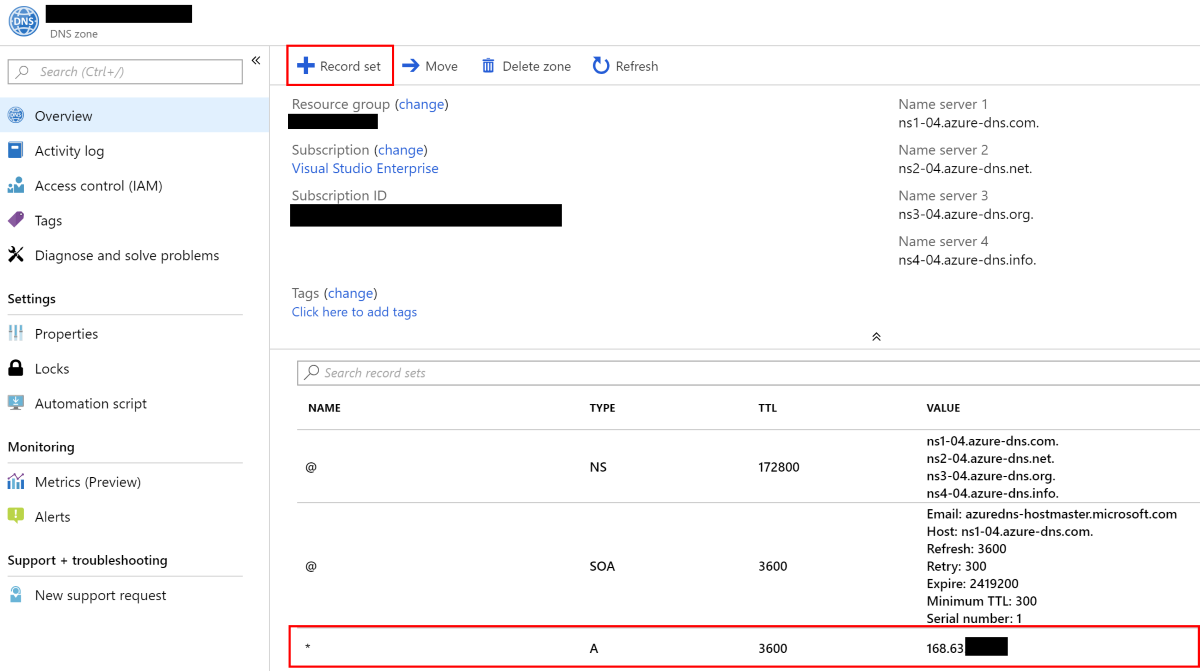 DNS
DNS zone
Search (Ctrl+/)
«
Overview
Activity log
Access control (IAM)
Tags
Diagnose and solve problems
Settings
Properties
Locks
Automation script
Monitoring
Metrics (Preview)
Alerts
Support + troubleshooting
New support request
Record set Move Delete zone Refresh
Resource group (change)
Subscription (change)
Visual Studio Enterprise
Subscription ID
Tags (change)
Click here to add tags
Name server 1
ns1-04.azure-dns.com.
Name server 2
ns2-04.azure-dns.net.
Name server 3
ns3-04.azure-dns.org.
Name server 4
ns4-04.azure-dns.info.
Search record sets
NAME TYPE TTL VALUE
@ NS 172800
ns1-04.azure-dns.com.
ns2-04.azure-dns.net.
ns3-04.azure-dns.org.
ns4-04.azure-dns.info.
@ SOA 3600
Email: azuredns-hostmaster.microsoft.com
Host: ns1-04.azure-dns.com.
Refresh: 3600
Retry: 300
Expire: 2419200
Minimum TTL: 300
Serial number: 1
* A 3600 168.63